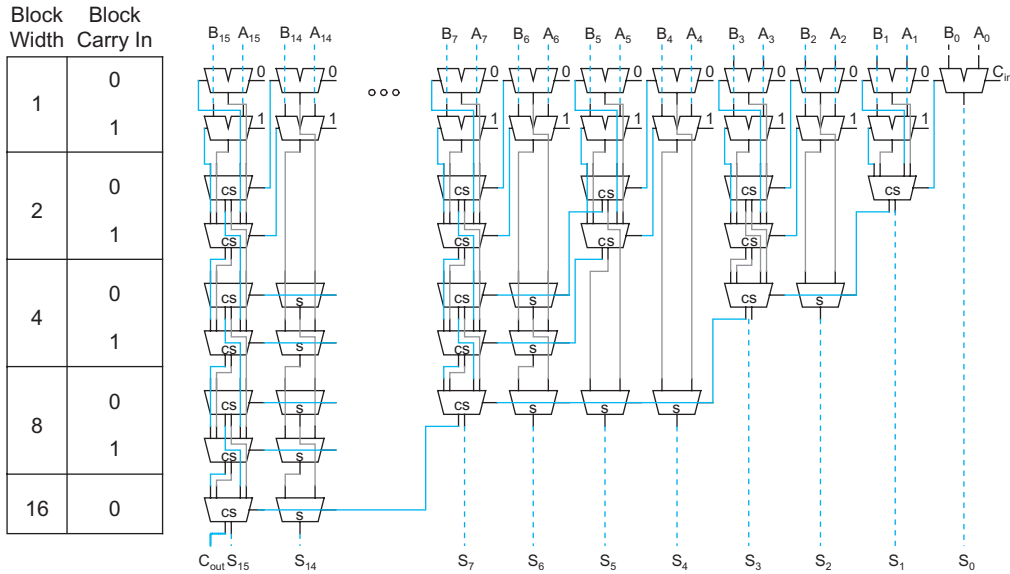 Block Width Block Carry In
B15 A15 B14 A14 B7 A7 B6 A6 B5 A5 B4 A4 B3 A3 B2 A2 B1 A1 B0 A0
1 0 0 0 0 0 0 0 0 0 0 Cin
1 1 1 1 1 1 1 1 1 1
2 0 CS CS CS CS CS
1 CS CS CS CS
4 0 CS S CS S CS S
1 CS S CS S
8 0 CS S CS S S S
1 CS S
16 0 CS S
Cout S15 S14 S7 S6 S5 S4 S3 S2 S1 S0